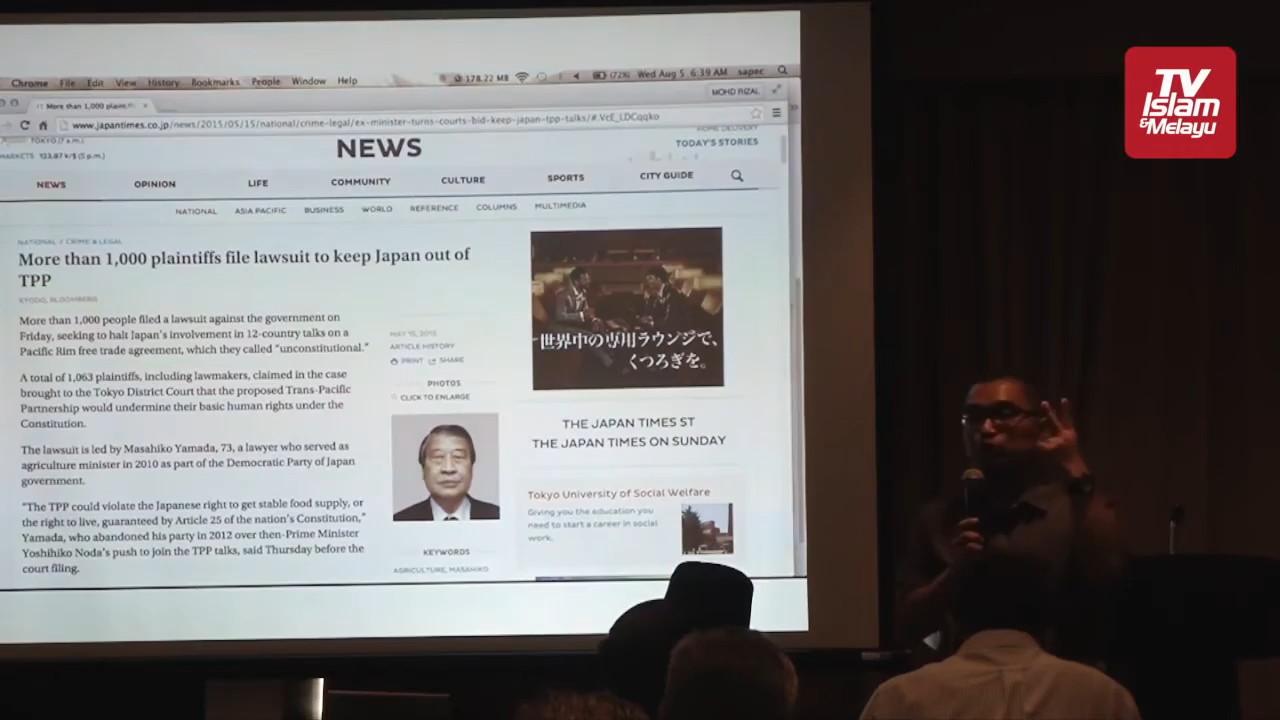 TV
Islam
&Melayu
Chrome File Edit View History Bookmarks People Window Help
178.22 MB (72%) Wed Aug 5 6:39 AM sapec
More than 1,000 plaintiffs
MOHD RIZAL
www.japantimes.co.jp/news/2015/05/15/national/crime-legal/ex-minister-turns-courts-bid-keep-japan-tpp-talks/#.VcE_LDCqqko
HOME DELIVERY
TOKYO (7 a.m.)
MARKETS 123.87 ¥/$ (5 p.m.)
NEWS
TODAY'S STORIES
NEWS OPINION LIFE COMMUNITY CULTURE SPORTS CITY GUIDE
NATIONAL ASIA PACIFIC BUSINESS WORLD REFERENCE COLUMNS MULTIMEDIA
NATIONAL / CRIME & LEGAL
More than 1,000 plaintiffs file lawsuit to keep Japan out of
TPP
KYODO, BLOOMBERG
More than 1,000 people filed a lawsuit against the government on
Friday, seeking to halt Japan's involvement in 12-country talks on a
Pacific Rim free trade agreement, which they called "unconstitutional."
A total of 1,063 plaintiffs, including lawmakers, claimed in the case
brought to the Tokyo District Court that the proposed Trans-Pacific
Partnership would undermine their basic human rights under the
Constitution.
The lawsuit is led by Masahiko Yamada, 73, a lawyer who served as
agriculture minister in 2010 as part of the Democratic Party of Japan
government.
"The TPP could violate the Japanese right to get stable food supply, or
the right to live, guaranteed by Article 25 of the nation's Constitution,"
Yamada, who abandoned his party in 2012 over then-Prime Minister
Yoshihiko Noda's push to join the TPP talks, said Thursday before the
court filing.
MAY 15, 2015
ARTICLE HISTORY
PRINT SHARE
PHOTOS
CLICK TO ENLARGE
KEYWORDS
AGRICULTURE, MASAHIKO
世界中の専用ラウンジで、
くつろぎを。
THE JAPAN TIMES ST
THE JAPAN TIMES ON SUNDAY
Tokyo University of Social Welfare
Giving you the education you
need to start a career in social
work.